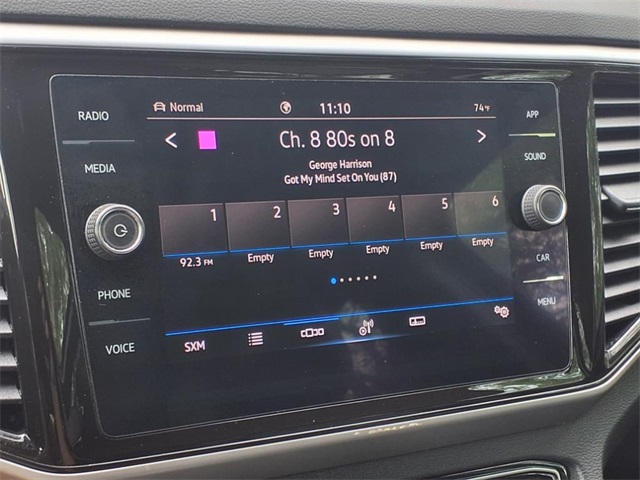 RADIO
MEDIA
PHONE
VOICE
Normal
11:10
74°F
< Ch. 8 80s on 8 >
George Harrison
Got My Mind Set On You (87)
1 2 3 4 5 6
92.3 FM Empty Empty Empty Empty Empty
SXM
APP
SOUND
CAR
MENU